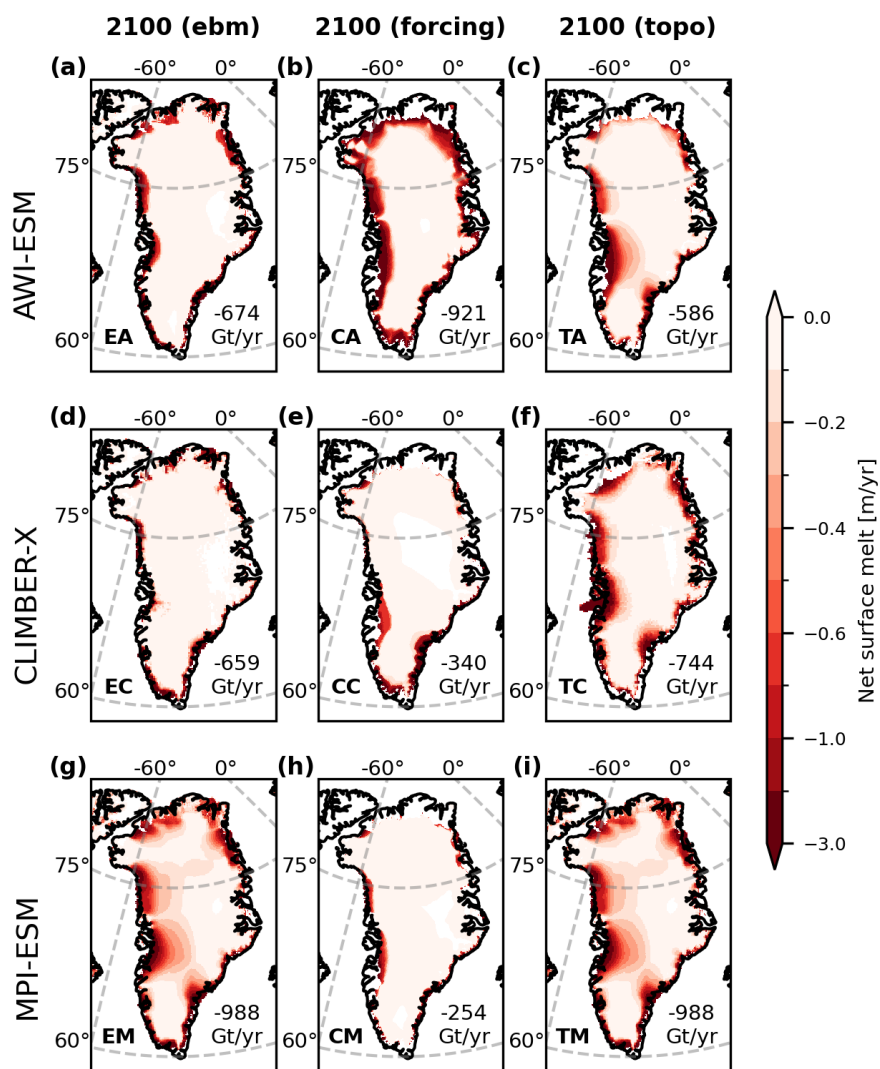 2100 (ebm) 2100 (forcing) 2100 (topo)
(a) -60° 0° (b) -60° 0° (c) -60° 0°
75° 75° 75°
AWI-ESM
-674 -921 -586
60° EA Gt/yr 60° CA Gt/yr 60° TA Gt/yr
(d) -60° 0° (e) -60° 0° (f) -60° 0°
75° 75° 75°
CLIMBER-X
-659 -340 -744
60° EC Gt/yr 60° CC Gt/yr 60° TC Gt/yr
(g) -60° 0° (h) -60° 0° (i) -60° 0°
75° 75° 75°
MPI-ESM
-988 -254 -988
60° EM Gt/yr 60° CM Gt/yr 60° TM Gt/yr
0.0
−0.2
−0.4
−0.6
−1.0
−3.0
Net surface melt [m/yr]